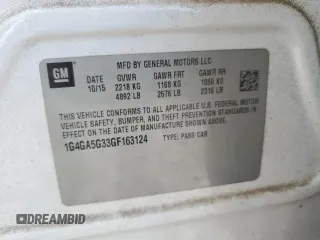 GM
MFD BY GENERAL MOTORS LLC
DATE GVWR GAWR FRT GAWR RR
10/15 2218 KG 1168 KG 1050 KG
4892 LB 2576 LB 2316 LB
THIS VEHICLE CONFORMS TO ALL APPLICABLE U.S. FEDERAL MOTOR
VEHICLE SAFETY, BUMPER, AND THEFT PREVENTION STANDARDS IN
EFFECT ON THE DATE OF MANUFACTURE SHOWN ABOVE.
1G4GA5G33GF163124 TYPE: PASS CAR
DREAMBID